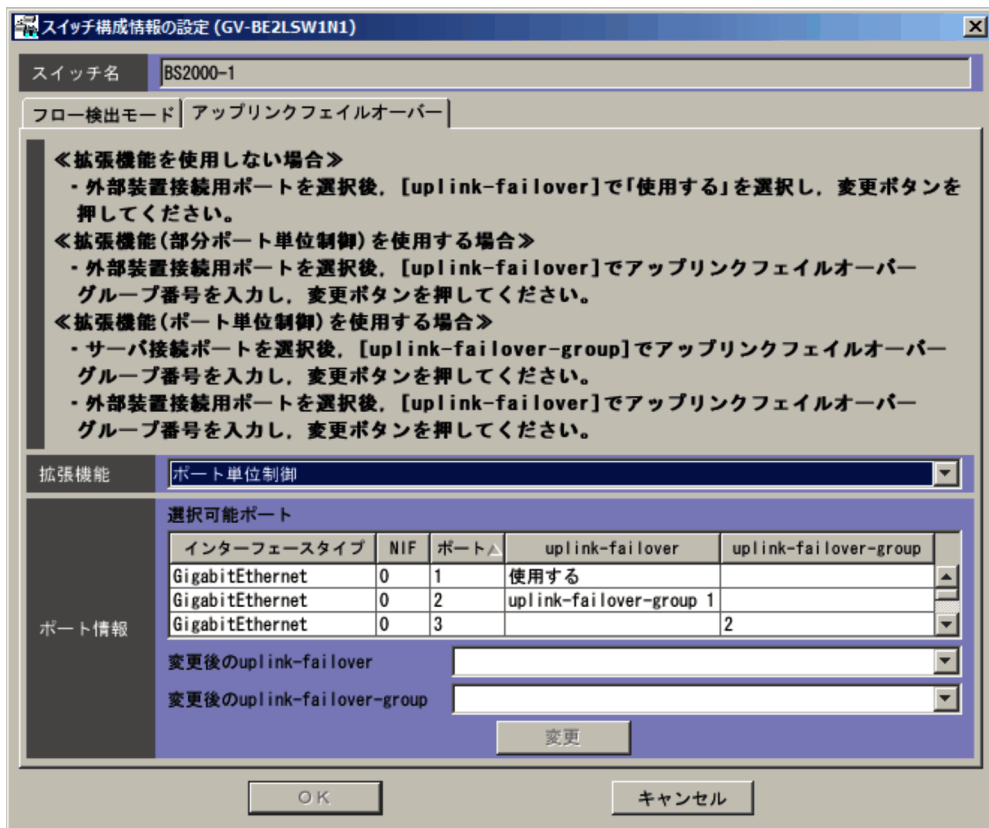 スイッチ構成情報の設定 (GV-BE2LSW1N1)
スイッチ名 BS2000-1
フロー検出モード アップリンクフェイルオーバー
≪拡張機能を使用しない場合≫
・外部装置接続用ポートを選択後，[uplink-failover]で｢使用する｣を選択し，変更ボタンを
押してください。
≪拡張機能(部分ポート単位制御)を使用する場合≫
・外部装置接続用ポートを選択後，[uplink-failover]でアップリンクフェイルオーバー
グループ番号を入力し，変更ボタンを押してください。
≪拡張機能(ポート単位制御)を使用する場合≫
・サーバ接続ポートを選択後，[uplink-failover-group]でアップリンクフェイルオーバー
グループ番号を入力し，変更ボタンを押してください。
・外部装置接続用ポートを選択後，[uplink-failover]でアップリンクフェイルオーバー
グループ番号を入力し，変更ボタンを押してください。
拡張機能 ポート単位制御
ポート情報
選択可能ポート
インターフェースタイプ NIF ポート uplink-failover uplink-failover-group
GigabitEthernet 0 1 使用する
GigabitEthernet 0 2 uplink-failover-group 1
GigabitEthernet 0 3 2
変更後のuplink-failover
変更後のuplink-failover-group
変更
ＯＫ キャンセル